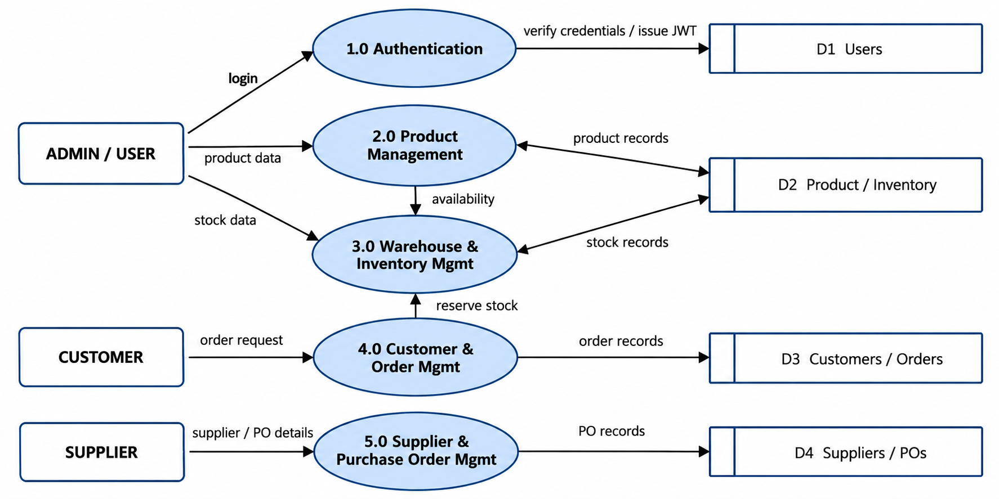 verify credentials / issue JWT
1.0 Authentication
D1 Users
login
2.0 Product
Management
product records
ADMIN / USER
product data
D2 Product / Inventory
availability
stock data
3.0 Warehouse &
Inventory Mgmt
stock records
reserve stock
order request
CUSTOMER
4.0 Customer &
Order Mgmt
order records
D3 Customers / Orders
supplier / PO details
SUPPLIER
5.0 Supplier &
Purchase Order Mgmt
PO records
D4 Suppliers / POs